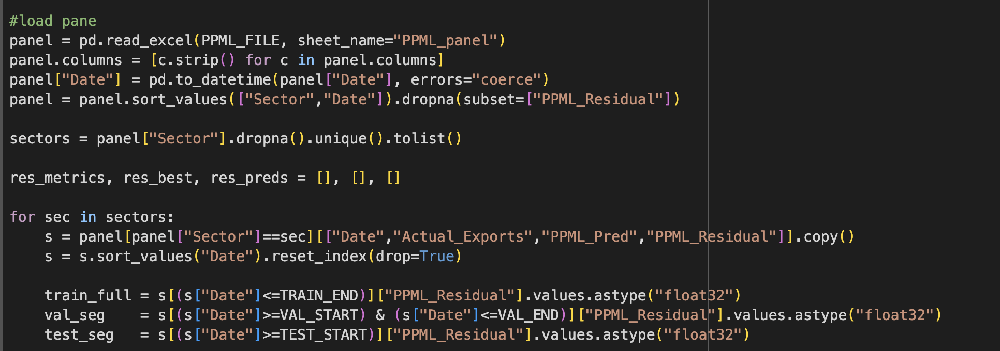 #load pane
panel = pd.read_excel(PPML_FILE, sheet_name="PPML_panel")
panel.columns = [c.strip() for c in panel.columns]
panel["Date"] = pd.to_datetime(panel["Date"], errors="coerce")
panel = panel.sort_values(["Sector","Date"]).dropna(subset=["PPML_Residual"])

sectors = panel["Sector"].dropna().unique().tolist()

res_metrics, res_best, res_preds = [], [], []

for sec in sectors:
    s = panel[panel["Sector"]==sec][["Date","Actual_Exports","PPML_Pred","PPML_Residual"]].copy()
    s = s.sort_values("Date").reset_index(drop=True)

    train_full = s[(s["Date"]<=TRAIN_END)]["PPML_Residual"].values.astype("float32")
    val_seg    = s[(s["Date"]>=VAL_START) & (s["Date"]<=VAL_END)]["PPML_Residual"].values.astype("float32")
    test_seg   = s[(s["Date"]>=TEST_START)]["PPML_Residual"].values.astype("float32")